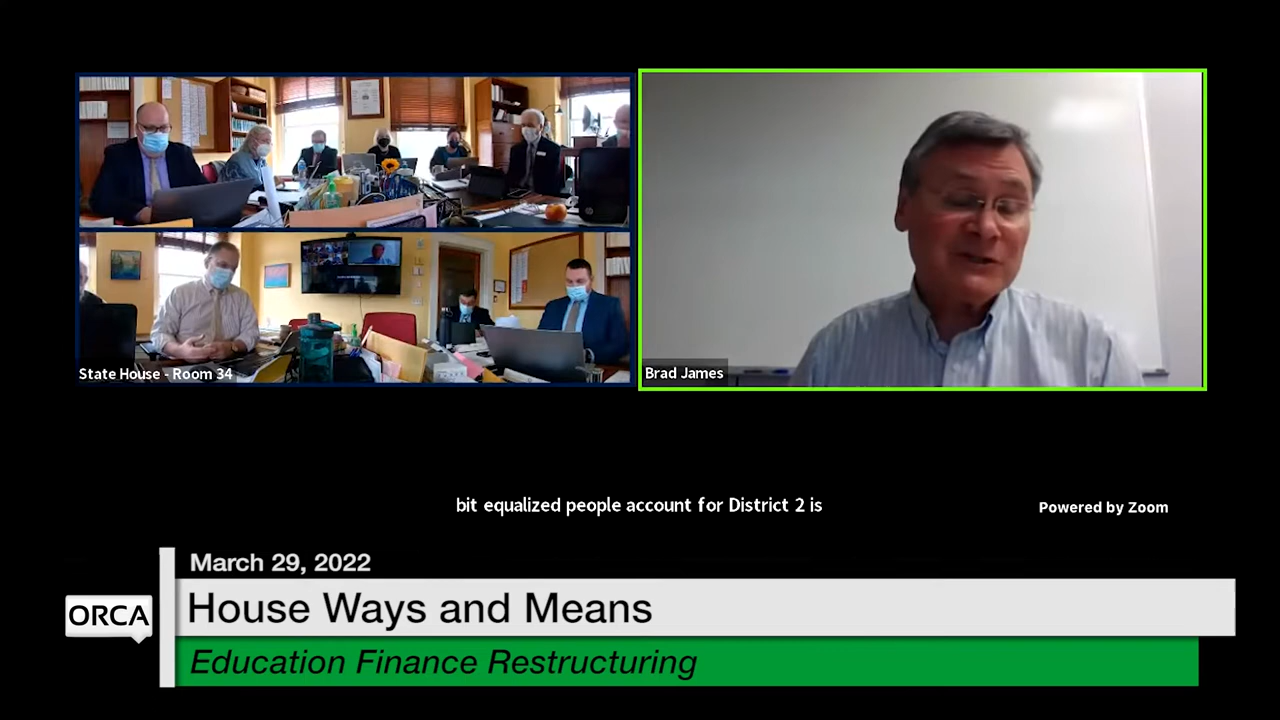 State House - Room 34
Brad James
bit equalized people account for District 2 is
Powered by Zoom
March 29, 2022
ORCA
House Ways and Means
Education Finance Restructuring